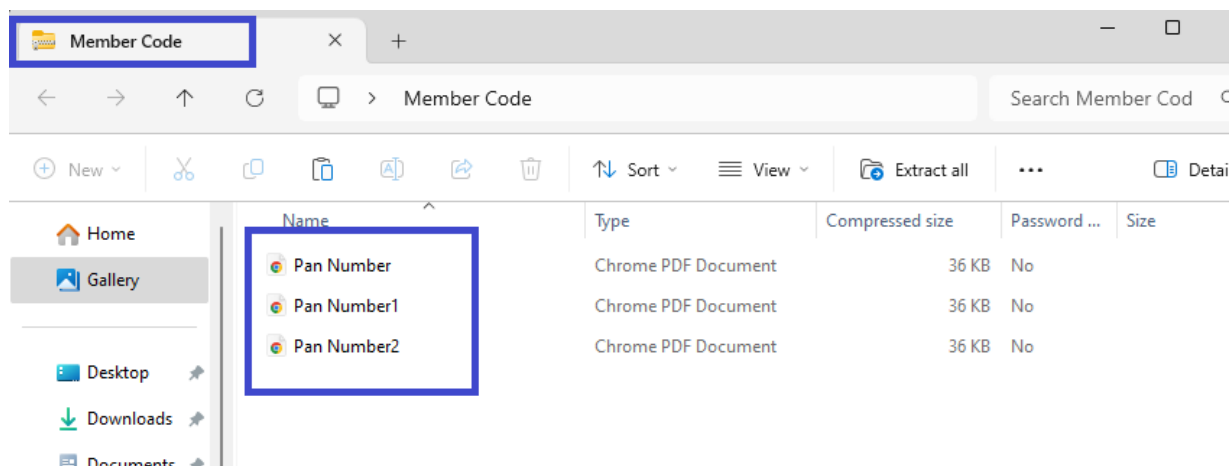 Member Code
Member Code
Search Member Cod
New
Sort
View
Extract all
Detai
Home
Gallery
Desktop
Downloads
Documents
Name Type Compressed size Password ... Size
Pan Number Chrome PDF Document 36 KB No
Pan Number1 Chrome PDF Document 36 KB No
Pan Number2 Chrome PDF Document 36 KB No